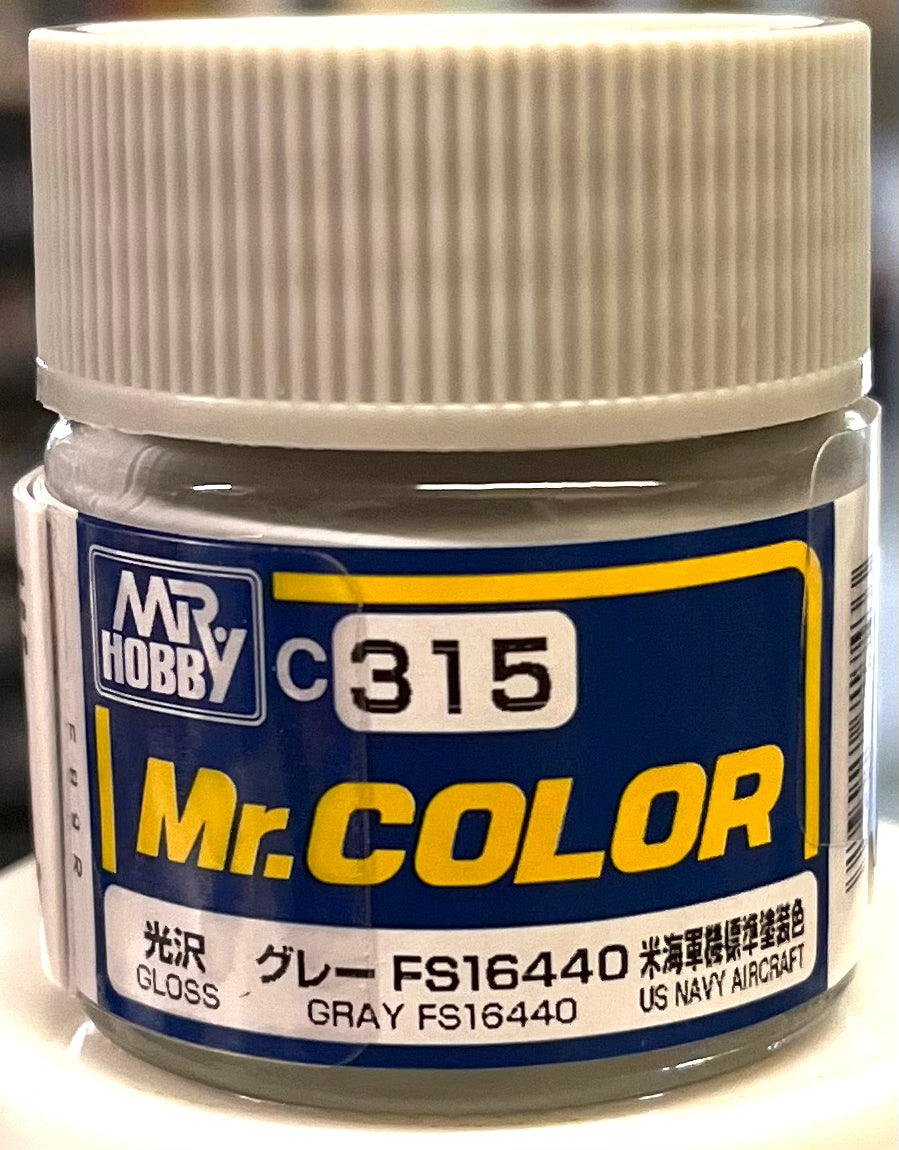 MR.
HOBBY
C 315
Mr.COLOR
光沢
GLOSS
グレー FS16440
GRAY FS16440
米海軍機標準塗装色
US NAVY AIRCRAFT